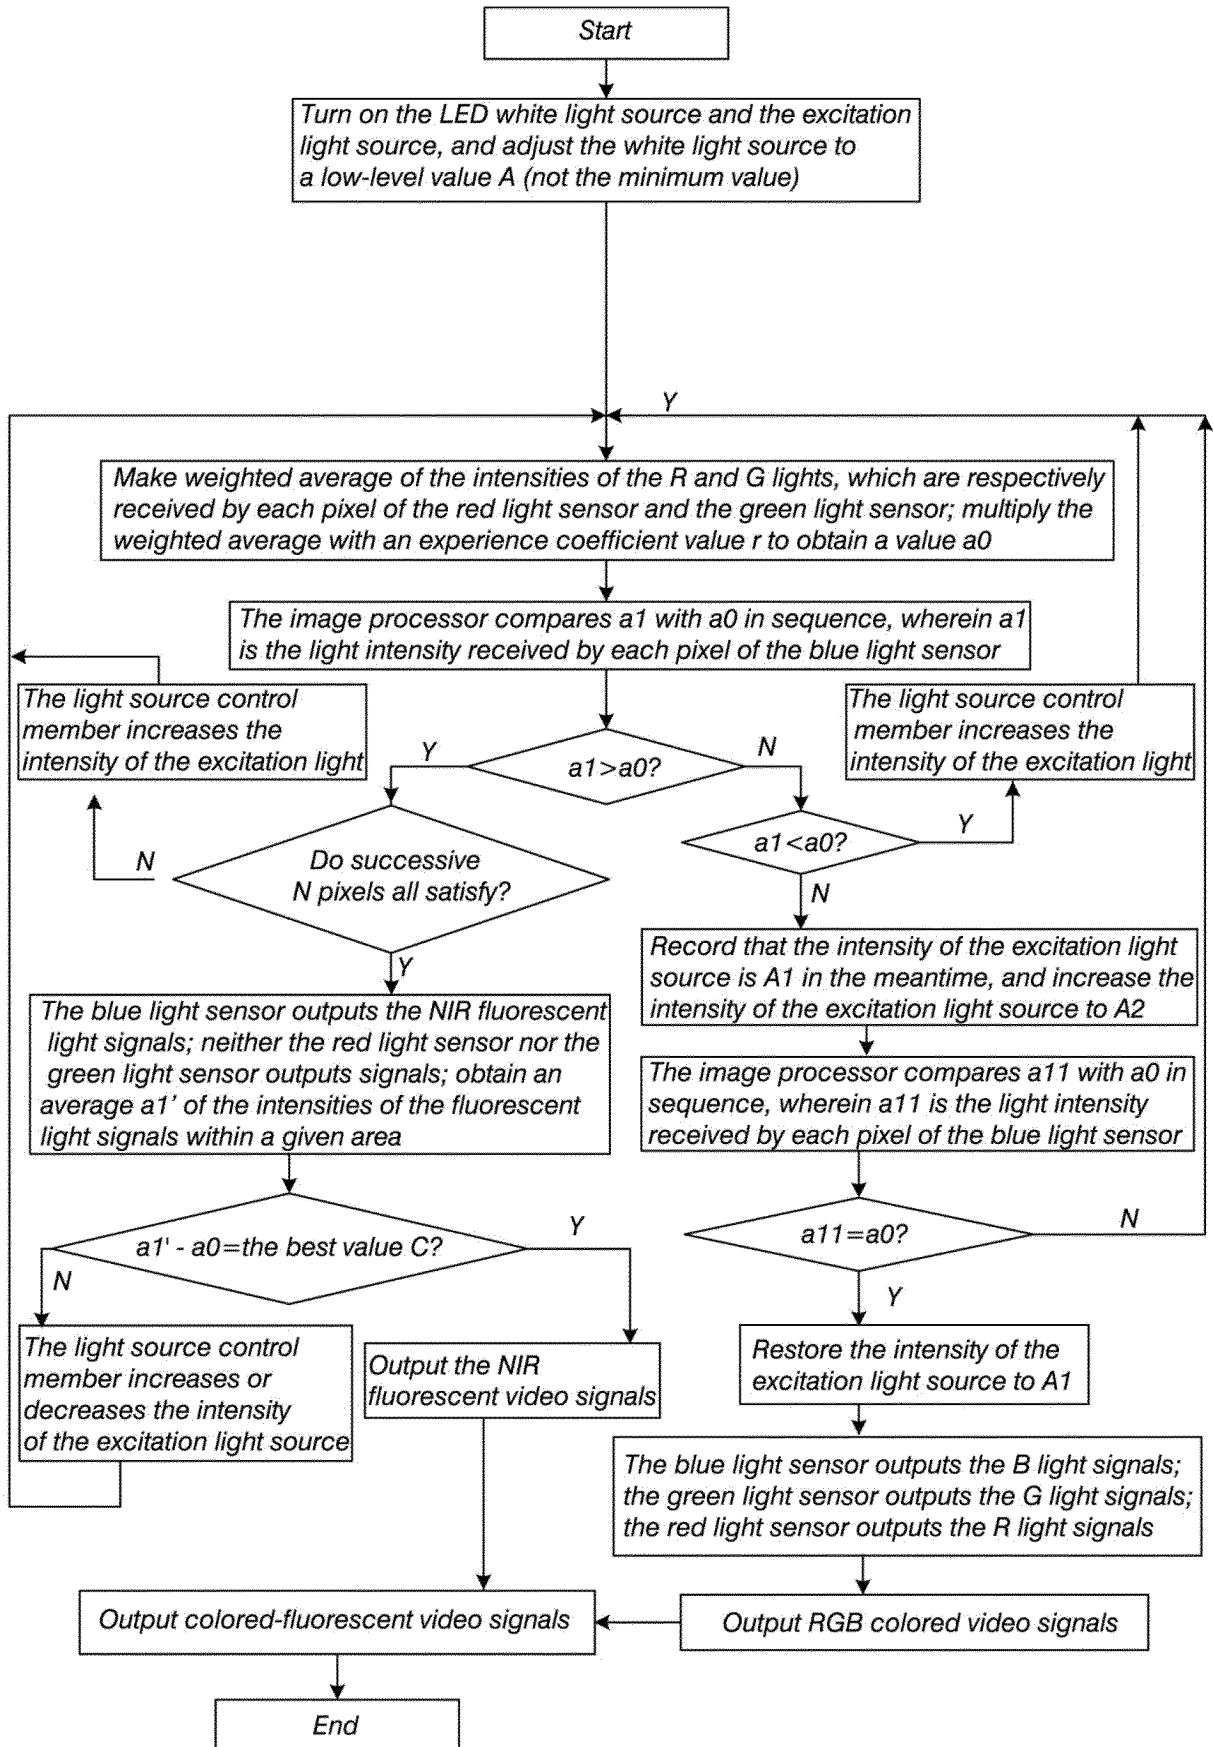 Start
Turn on the LED white light source and the excitation
light source, and adjust the white light source to
a low-level value A (not the minimum value)
Y
Make weighted average of the intensities of the R and G lights, which are respectively
received by each pixel of the red light sensor and the green light sensor; multiply the
weighted average with an experience coefficient value r to obtain a value a0
The image processor compares a1 with a0 in sequence, wherein a1
is the light intensity received by each pixel of the blue light sensor
The light source control
member increases the
intensity of the excitation light
The light source control
member increases the
intensity of the excitation light
Y
a1>a0?
N
a1<a0?
Y
N
Do successive
N pixels all satisfy?
N
Y
Record that the intensity of the excitation light
source is A1 in the meantime, and increase the
intensity of the excitation light source to A2
The blue light sensor outputs the NIR fluorescent
light signals; neither the red light sensor nor the
green light sensor outputs signals; obtain an
average a1' of the intensities of the fluorescent
light signals within a given area
The image processor compares a11 with a0 in
sequence, wherein a11 is the light intensity
received by each pixel of the blue light sensor
a1' - a0=the best value C?
Y
N
a11=a0?
N
Y
The light source control
member increases or
decreases the intensity
of the excitation light source
Output the NIR
fluorescent video signals
Restore the intensity of the
excitation light source to A1
The blue light sensor outputs the B light signals;
the green light sensor outputs the G light signals;
the red light sensor outputs the R light signals
Output colored-fluorescent video signals
Output RGB colored video signals
End